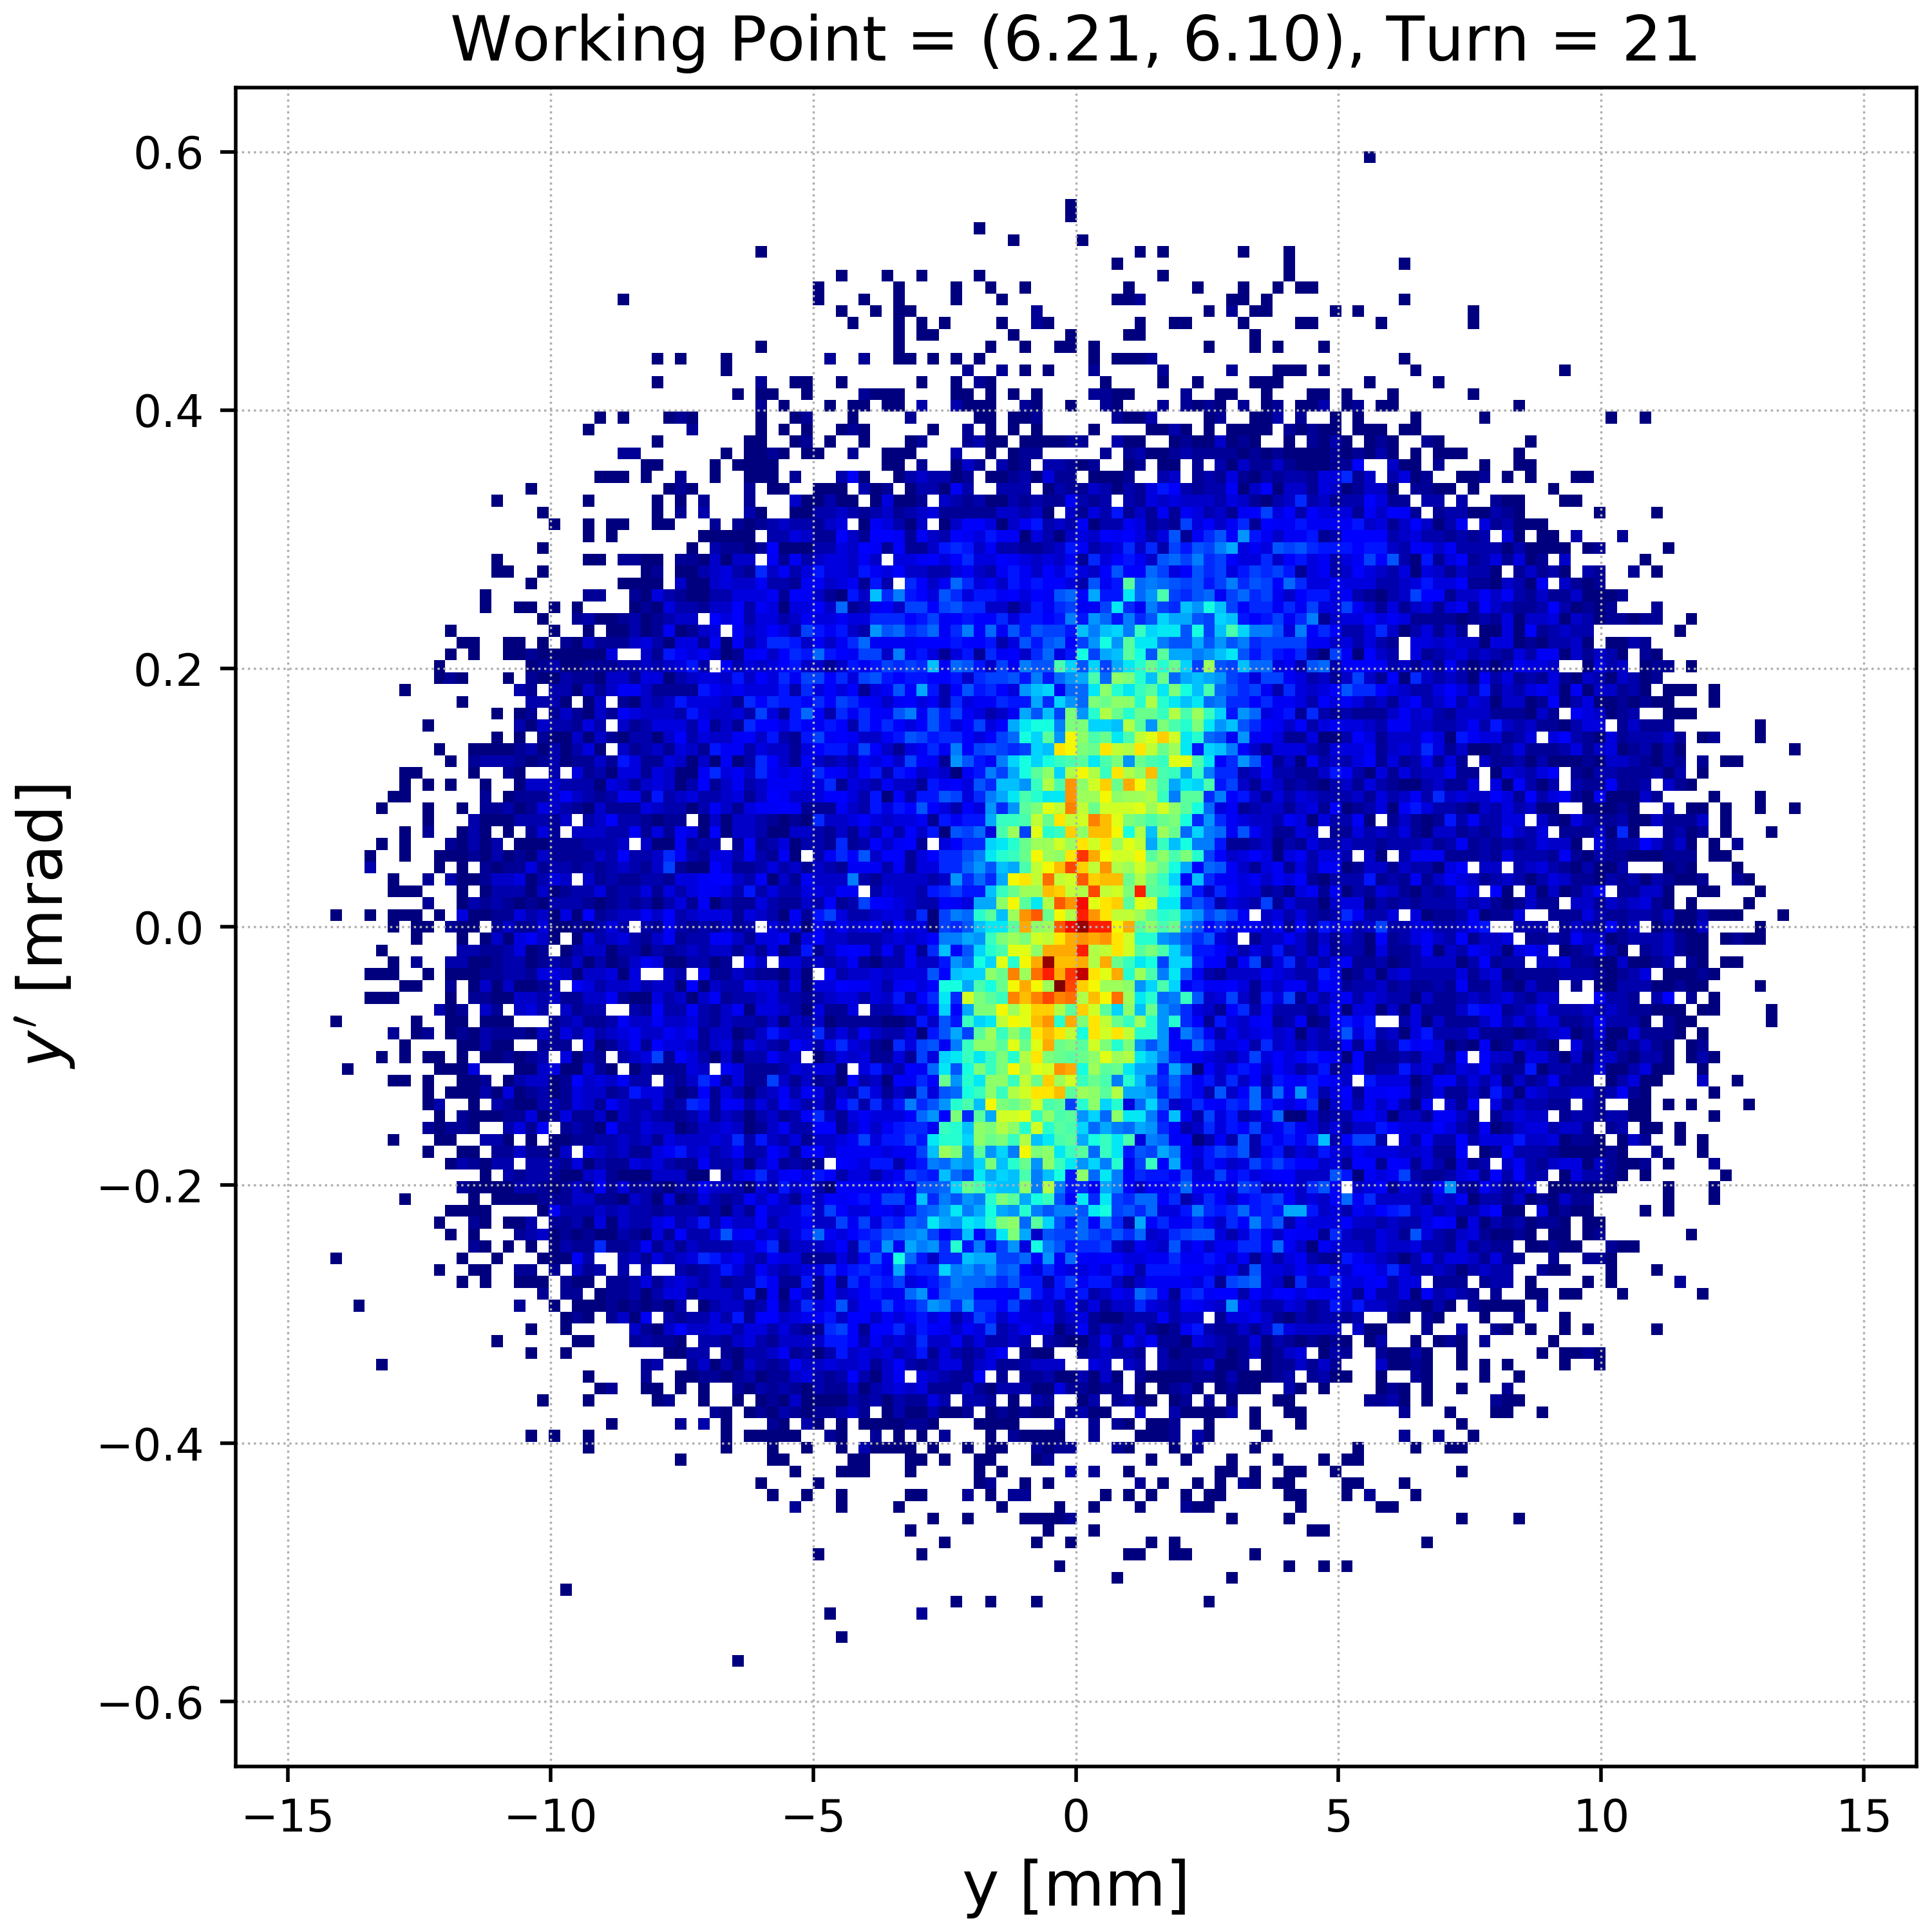 Working Point = (6.21, 6.10), Turn = 21
0.6
0.4
0.2
0.0
−0.2
−0.4
−0.6
y′ [mrad]
−15 −10 −5 0 5 10 15
y [mm]